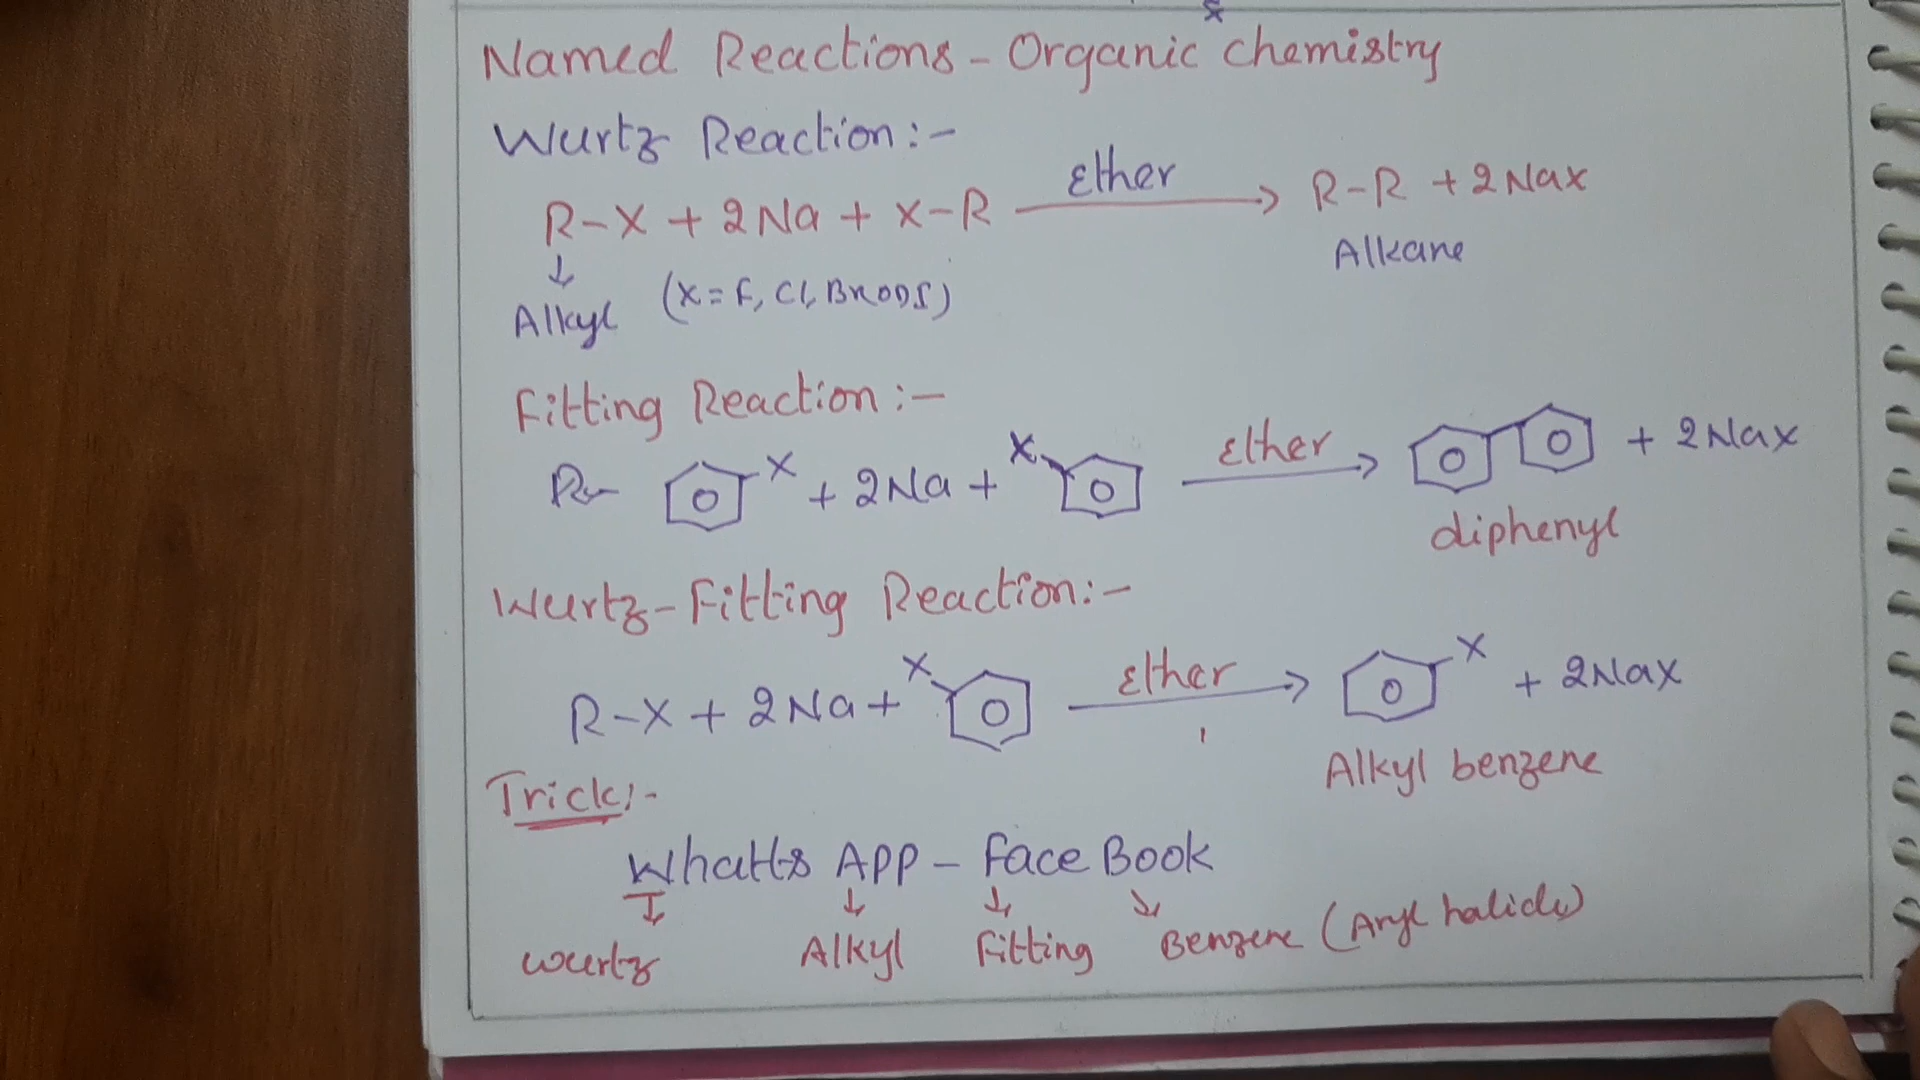 Named Reactions - Organic chemistry
Wurtz Reaction :-
R-X + 2Na + X-R Ether R-R + 2Nax
Alkyl (X = F, Cl, Br Alkane
Fitting Reaction :-
X + 2Na + X Ether + 2Nax
diphenyl
Wurtz-Fitting Reaction :-
R-X + 2Na + X Ether X + 2NaX
Alkyl benzene
Trick :-
Whatts APP - Face Book
wurtz Alkyl Fitting Benzene (Aryl halide)